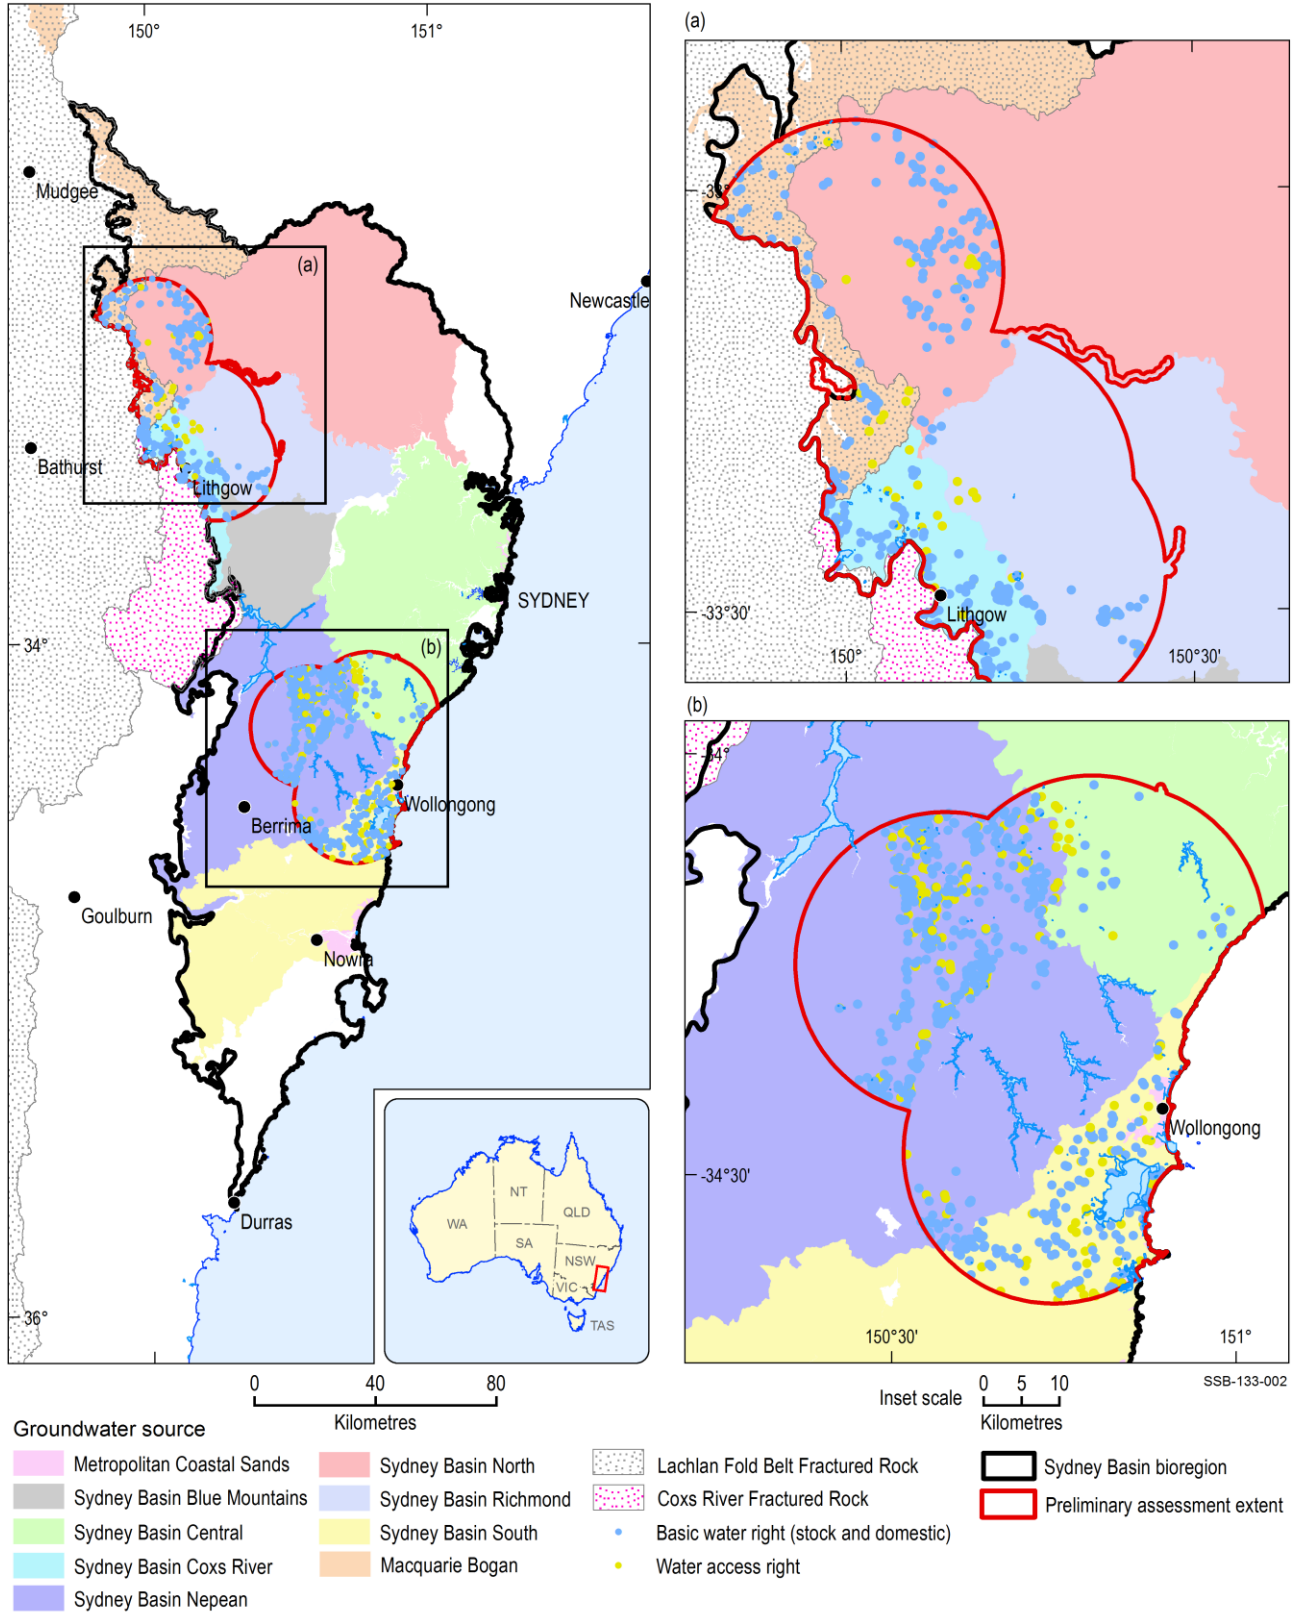 150°
151°
Mudgee
(a)
Newcastle
Bathurst
Lithgow
SYDNEY
34°
(b)
Wollongong
Berrima
Goulburn
Nowra
Durras
36°
WA
NT
QLD
SA
NSW
VIC
TAS
0 40 80
Kilometres
(a)
Lithgow
-33°30'
150°
150°30'
(b)
Wollongong
-34°30'
150°30'
151°
SSB-133-002
Inset scale
0 5 10
Kilometres
Groundwater source
Metropolitan Coastal Sands
Sydney Basin Blue Mountains
Sydney Basin Central
Sydney Basin Coxs River
Sydney Basin Nepean
Sydney Basin North
Sydney Basin Richmond
Sydney Basin South
Macquarie Bogan
Lachlan Fold Belt Fractured Rock
Coxs River Fractured Rock
Basic water right (stock and domestic)
Water access right
Sydney Basin bioregion
Preliminary assessment extent